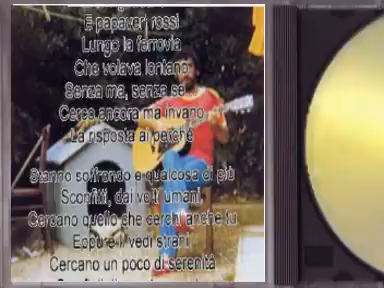 E papaveri rossi
Lungo la ferrovia
Che volava lontano
Senza ma, senza se
Cerco ancora ma invano
La risposta ai perché
Stanno soffrendo e qualcosa di più
Sconfitti, dai volti umani
Cercano quello che cerchi anche tu
Eppure li vedi strani
Cercano un poco di serenità